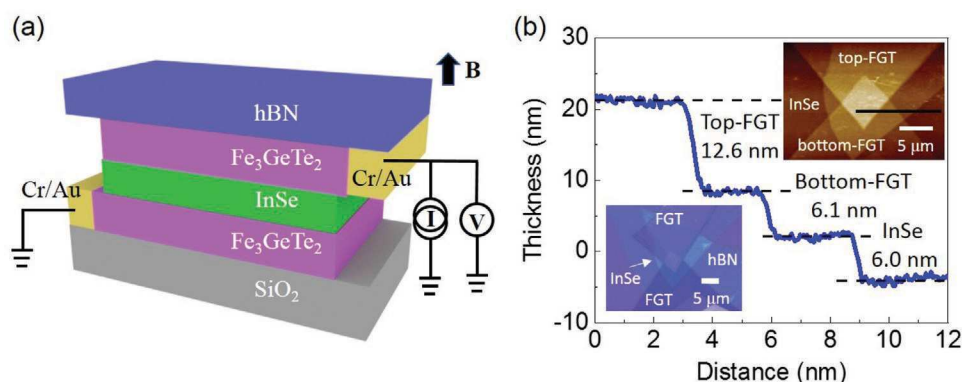 (a)
B
hBN
Fe₃GeTe₂
Cr/Au
Cr/Au
InSe
I
V
Fe₃GeTe₂
SiO₂
(b)
30
20
10
0
-10
Thickness (nm)
0 2 4 6 8 10 12
Distance (nm)
top-FGT
InSe
bottom-FGT
5 μm
Top-FGT
12.6 nm
Bottom-FGT
6.1 nm
InSe
6.0 nm
FGT
hBN
InSe
FGT
5 μm